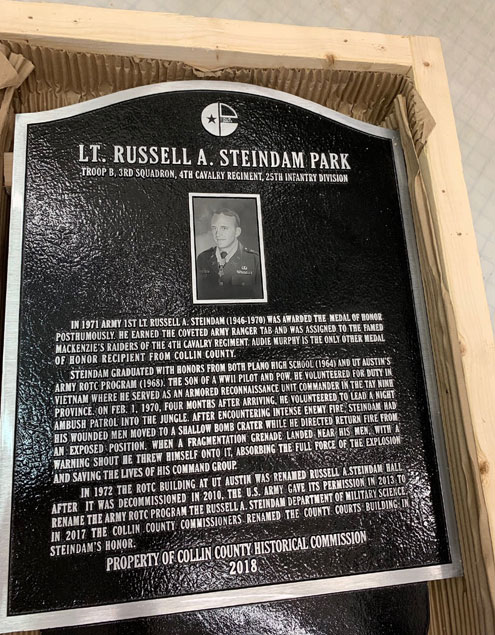 LT. RUSSELL A. STEINDAM PARK
TROOP B, 3RD SQUADRON, 4TH CAVALRY REGIMENT, 25TH INFANTRY DIVISION
IN 1971 ARMY 1ST LT. RUSSELL A. STEINDAM (1946-1970) WAS AWARDED THE MEDAL OF HONOR
POSTHUMOUSLY. HE EARNED THE COVETED ARMY RANGER TAB AND WAS ASSIGNED TO THE FAMED
MACKENZIE'S RAIDERS OF THE 4TH CAVALRY REGIMENT. AUDIE MURPHY IS THE ONLY OTHER MEDAL
OF HONOR RECIPIENT FROM COLLIN COUNTY.
STEINDAM GRADUATED WITH HONORS FROM BOTH PLANO HIGH SCHOOL (1964) AND UT AUSTIN'S
ARMY ROTC PROGRAM (1968). THE SON OF A WWII PILOT AND POW, HE VOLUNTEERED FOR DUTY IN
VIETNAM WHERE HE SERVED AS AN ARMORED RECONNAISSANCE UNIT COMMANDER IN THE TAY NINH
PROVINCE. ON FEB. 1, 1970, FOUR MONTHS AFTER ARRIVING, HE VOLUNTEERED TO LEAD A NIGHT
AMBUSH PATROL INTO THE JUNGLE. AFTER ENCOUNTERING INTENSE ENEMY FIRE, STEINDAM HAD
HIS WOUNDED MEN MOVED TO A SHALLOW BOMB CRATER WHILE HE DIRECTED RETURN FIRE FROM
AN EXPOSED POSITION. WHEN A FRAGMENTATION GRENADE LANDED NEAR HIS MEN, WITH A
WARNING SHOUT HE THREW HIMSELF ONTO IT, ABSORBING THE FULL FORCE OF THE EXPLOSION
AND SAVING THE LIVES OF HIS COMMAND GROUP.
IN 1972 THE ROTC BUILDING AT UT AUSTIN WAS RENAMED RUSSELL A. STEINDAM HALL.
AFTER IT WAS DECOMMISSIONED IN 2010, THE U.S. ARMY GAVE ITS PERMISSION IN 2013 TO
RENAME THE ARMY ROTC PROGRAM THE RUSSELL A. STEINDAM DEPARTMENT OF MILITARY SCIENCE.
IN 2017 THE COLLIN COUNTY COMMISSIONERS RENAMED THE COUNTY COURTS BUILDING IN
STEINDAM'S HONOR.
PROPERTY OF COLLIN COUNTY HISTORICAL COMMISSION
2018